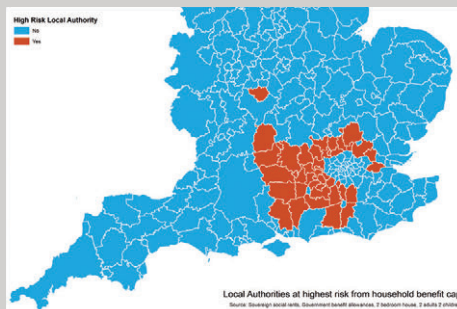 High Risk Local Authority
No
Yes
Local Authorities at highest risk from household benefit cap
Source: Sovereign social rents, Government benefit allowances, 2 bedroom house, 2 adults 2 children